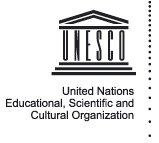 UNESCO
United Nations
Educational, Scientific and
Cultural Organization